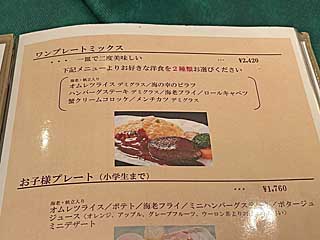 ワンプレートミックス
･･･ 一皿で二度美味しい ･･･ ¥2,420
下記メニューよりお好きな洋食を２種類お選びください
海老・帆立入り
オムレツライス デミグラス／海の幸のピラフ
ハンバーグステーキ デミグラス／海老フライ／ロールキャベツ
蟹クリームコロッケ／メンチカツ デミグラス
お子様プレート（小学生まで） ･･･ ¥1,760
海老・帆立入り
オムレツライス／ポテト／海老フライ／ミニハンバーグステーキ／ポタージュ
ジュース（オレンジ、アップル、グレープフルーツ、ウーロン茶より
ミニデザート